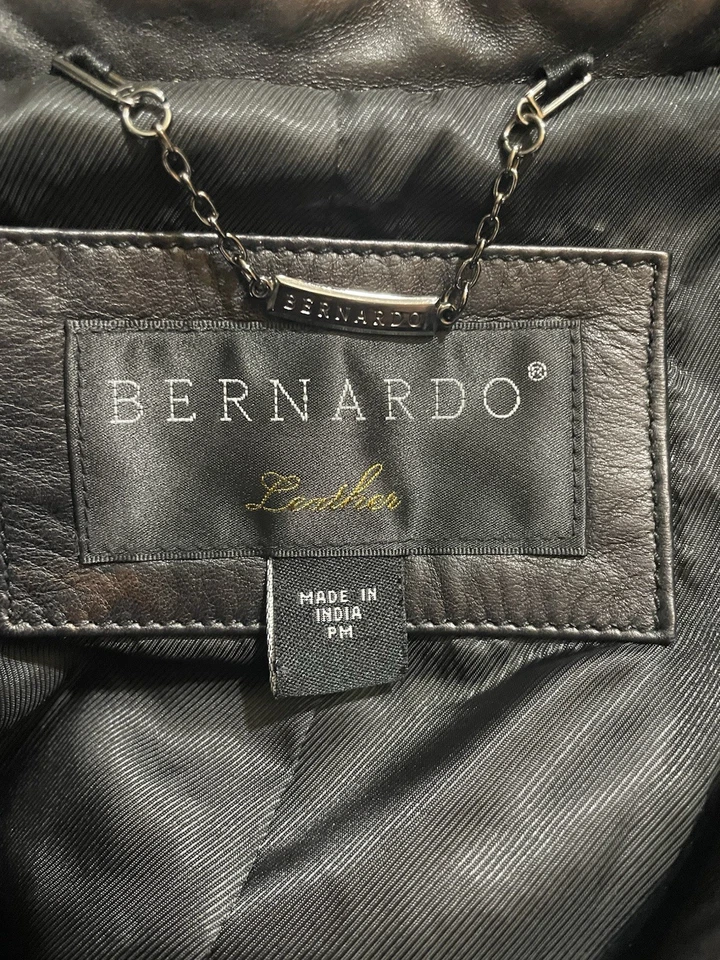 BERNARDO
BERNARDO®
Leather
MADE IN
INDIA
PM